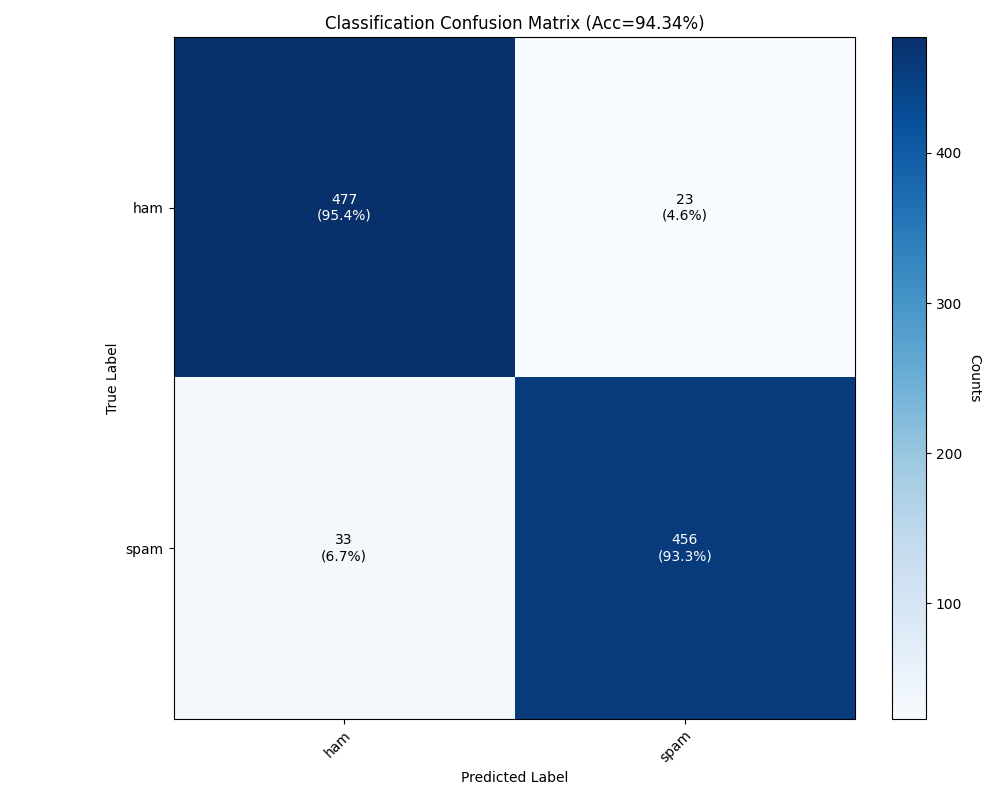 Classification Confusion Matrix (Acc=94.34%)
477
(95.4%)
23
(4.6%)
ham
33
(6.7%)
456
(93.3%)
spam
True Label
ham
spam
Predicted Label
400
300
200
100
Counts